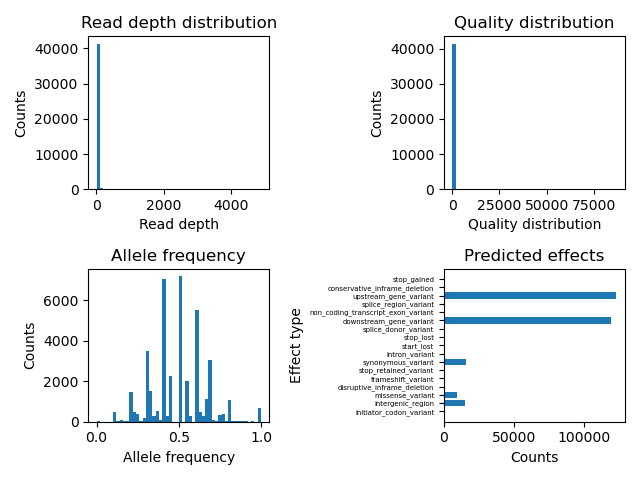 Read depth distribution
40000
30000
20000
10000
0
Counts
0 2000 4000
Read depth
Quality distribution
40000
30000
20000
10000
0
Counts
0 25000 50000 75000
Quality distribution
Allele frequency
6000
4000
2000
0
Counts
0.0 0.5 1.0
Allele frequency
Predicted effects
stop_gained
conservative_inframe_deletion
upstream_gene_variant
splice_region_variant
non_coding_transcript_exon_variant
downstream_gene_variant
splice_donor_variant
stop_lost
start_lost
intron_variant
synonymous_variant
stop_retained_variant
frameshift_variant
disruptive_inframe_deletion
missense_variant
intergenic_region
initiator_codon_variant
Effect type
0 50000 100000
Counts